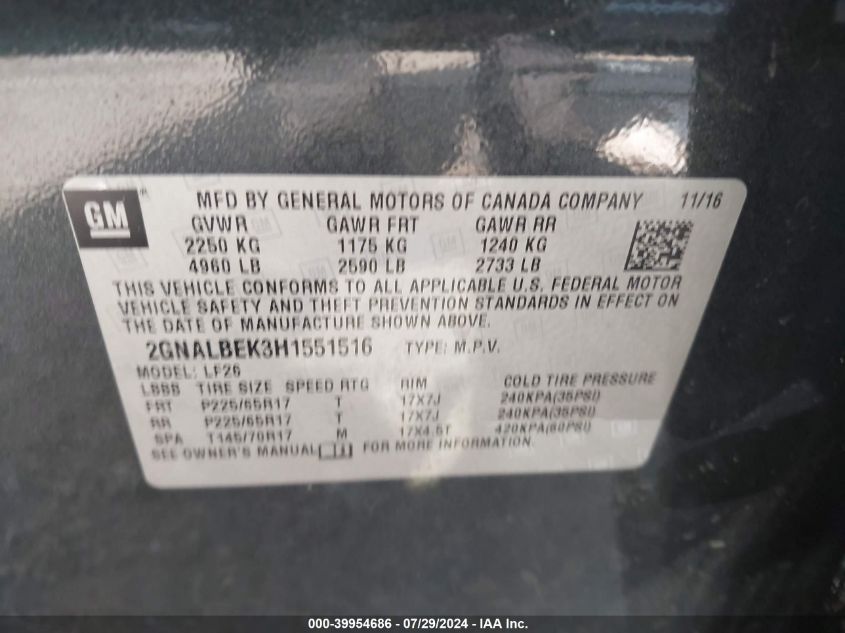 GM ® MFD BY GENERAL MOTORS OF CANADA COMPANY 11/16
GVWR GAWR FRT GAWR RR
2250 KG 1175 KG 1240 KG
4960 LB 2590 LB 2733 LB
THIS VEHICLE CONFORMS TO ALL APPLICABLE U.S. FEDERAL MOTOR
VEHICLE SAFETY AND THEFT PREVENTION STANDARDS IN EFFECT ON
THE DATE OF MANUFACTURE SHOWN ABOVE.
2GNALBEK3H1551516 TYPE: M.P.V.
MODEL: LF26
LBBB TIRE SIZE SPEED RTG RIM COLD TIRE PRESSURE
FRT P225/65R17 T 17X7J 240KPA(35PSI)
RR P225/65R17 T 17X7J 240KPA(35PSI)
SPA T145/70R17 M 17X4.5T 420KPA(60PSI)
SEE OWNER'S MANUAL FOR MORE INFORMATION.
000-39954686 - 07/29/2024 - IAA Inc.